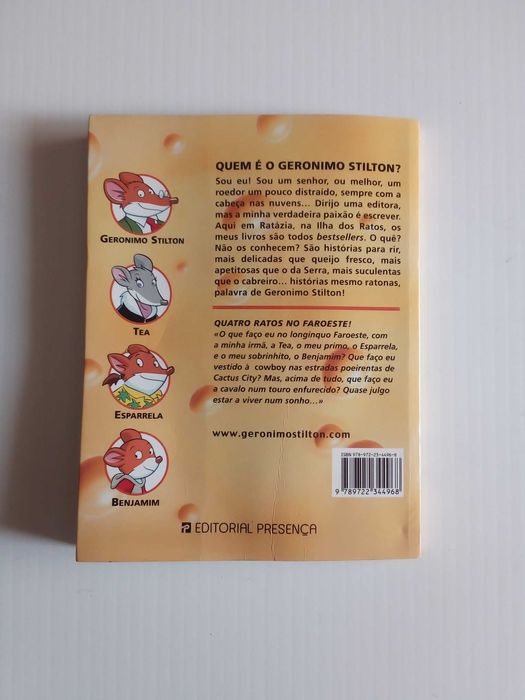 QUEM É O GERONIMO STILTON?
Sou eu! Sou um senhor, ou melhor, um
roedor um pouco distraído, sempre com a
cabeça nas nuvens... Dirijo uma editora,
mas a minha verdadeira paixão é escrever.
Aqui em Ratázia, na Ilha dos Ratos, os
meus livros são todos bestsellers. O quê?
Não os conhecem? São histórias para rir,
mais delicadas que queijo fresco, mais
apetitosas que o da Serra, mais suculentas
que o cabreiro... histórias mesmo ratonas,
palavra de Geronimo Stilton!
QUATRO RATOS NO FAROESTE!
«O que faço eu no longínquo Faroeste, com
a minha irmã, a Tea, o meu primo, o Esparrela,
e o meu sobrinhito, o Benjamim? Que faço eu
vestido à cowboy nas estradas poeirentas de
Cactus City? Mas, acima de tudo, que faço eu
a cavalo num touro enfurecido? Quase julgo
estar a viver num sonho...»
www.geronimostilton.com
GERONIMO STILTON
TEA
ESPARRELA
BENJAMIM
ISBN 978-972-23-4496-8
9 789722 344968
EDITORIAL PRESENÇA